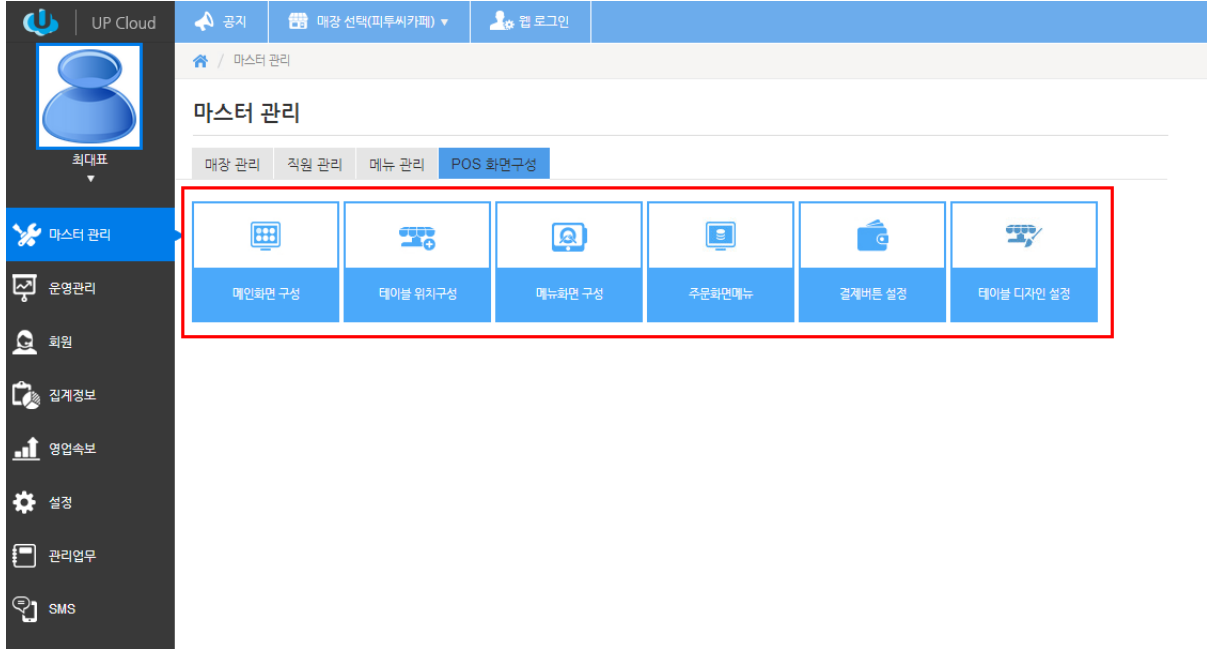 UP Cloud
공지
매장 선택(피투씨카페) ▼
웹 로그인
최대표
▼
/ 마스터 관리
마스터 관리
매장 관리
직원 관리
메뉴 관리
POS 화면구성
메인화면 구성
테이블 위치구성
메뉴화면 구성
주문화면메뉴
결제버튼 설정
테이블 디자인 설정
마스터 관리
운영관리
회원
집계정보
영업속보
설정
관리업무
SMS